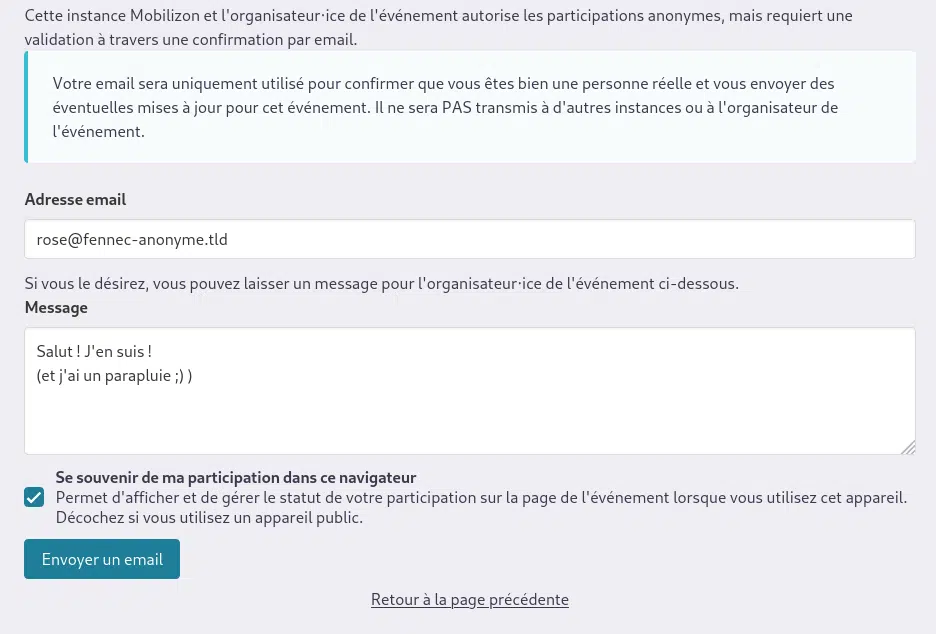 Cette instance Mobilizon et l'organisateur·ice de l'événement autorise les participations anonymes, mais requiert une
validation à travers une confirmation par email.
Votre email sera uniquement utilisé pour confirmer que vous êtes bien une personne réelle et vous envoyer des
éventuelles mises à jour pour cet événement. Il ne sera PAS transmis à d'autres instances ou à l'organisateur de
l'événement.
Adresse email
rose@fennec-anonyme.tld
Si vous le désirez, vous pouvez laisser un message pour l'organisateur·ice de l'événement ci-dessous.
Message
Salut ! J'en suis !
(et j'ai un parapluie ;) )
Se souvenir de ma participation dans ce navigateur
Permet d'afficher et de gérer le statut de votre participation sur la page de l'événement lorsque vous utilisez cet appareil.
Décochez si vous utilisez un appareil public.
Envoyer un email
Retour à la page précédente